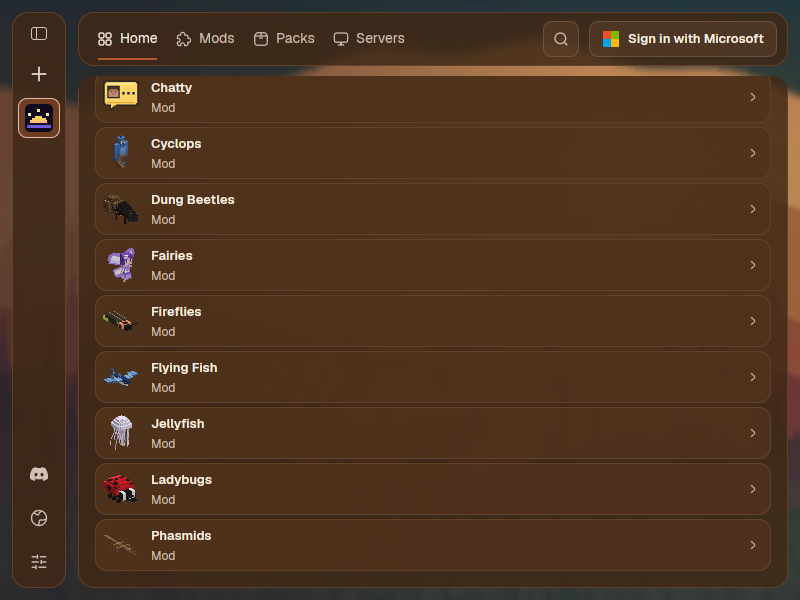 Home
Mods
Packs
Servers
Sign in with Microsoft
Chatty
Mod
Cyclops
Mod
Dung Beetles
Mod
Fairies
Mod
Fireflies
Mod
Flying Fish
Mod
Jellyfish
Mod
Ladybugs
Mod
Phasmids
Mod